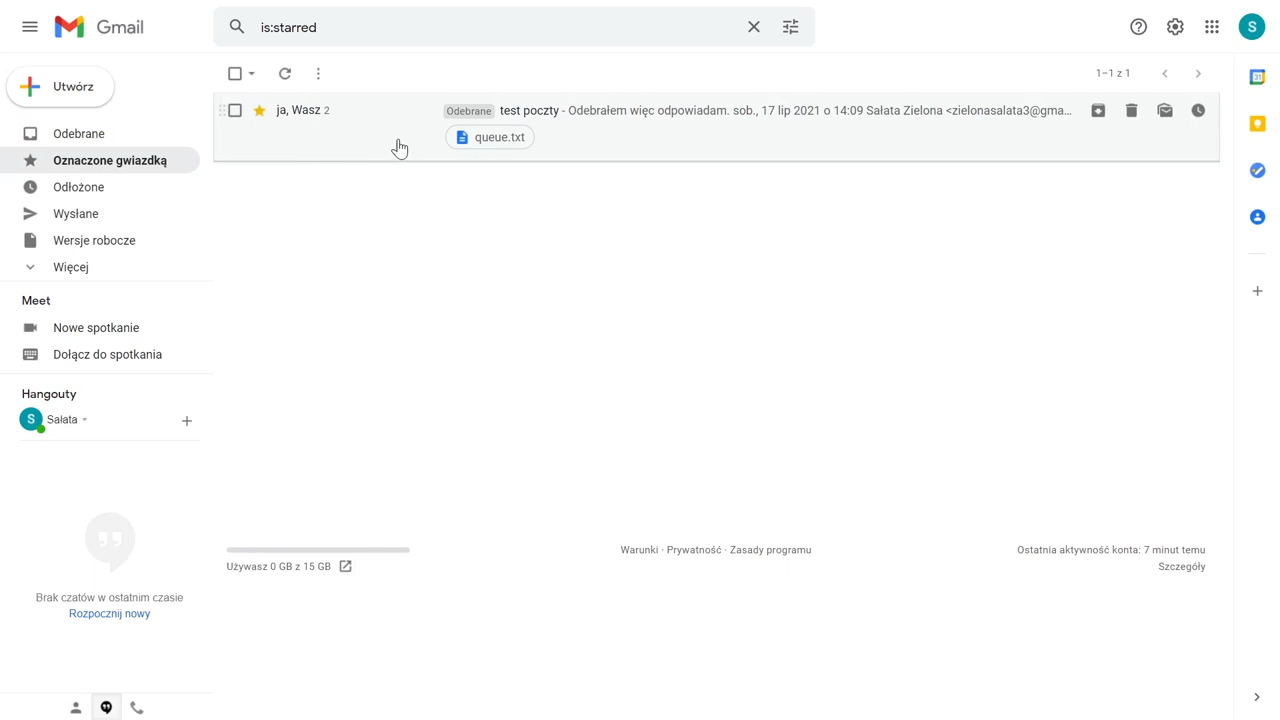 Gmail
is:starred
S
Utwórz
1–1 z 1
Odebrane
Oznaczone gwiazdką
Odłożone
Wysłane
Wersje robocze
Więcej
ja, Wasz 2
Odebrane test poczty - Odebrałem więc odpowiadam. sob., 17 lip 2021 o 14:09 Sałata Zielona <zielonasalata3@gma...
queue.txt
Meet
Nowe spotkanie
Dołącz do spotkania
Hangouty
S Sałata
Brak czatów w ostatnim czasie
Rozpocznij nowy
Używasz 0 GB z 15 GB
Warunki · Prywatność · Zasady programu
Ostatnia aktywność konta: 7 minut temu
Szczegóły
31